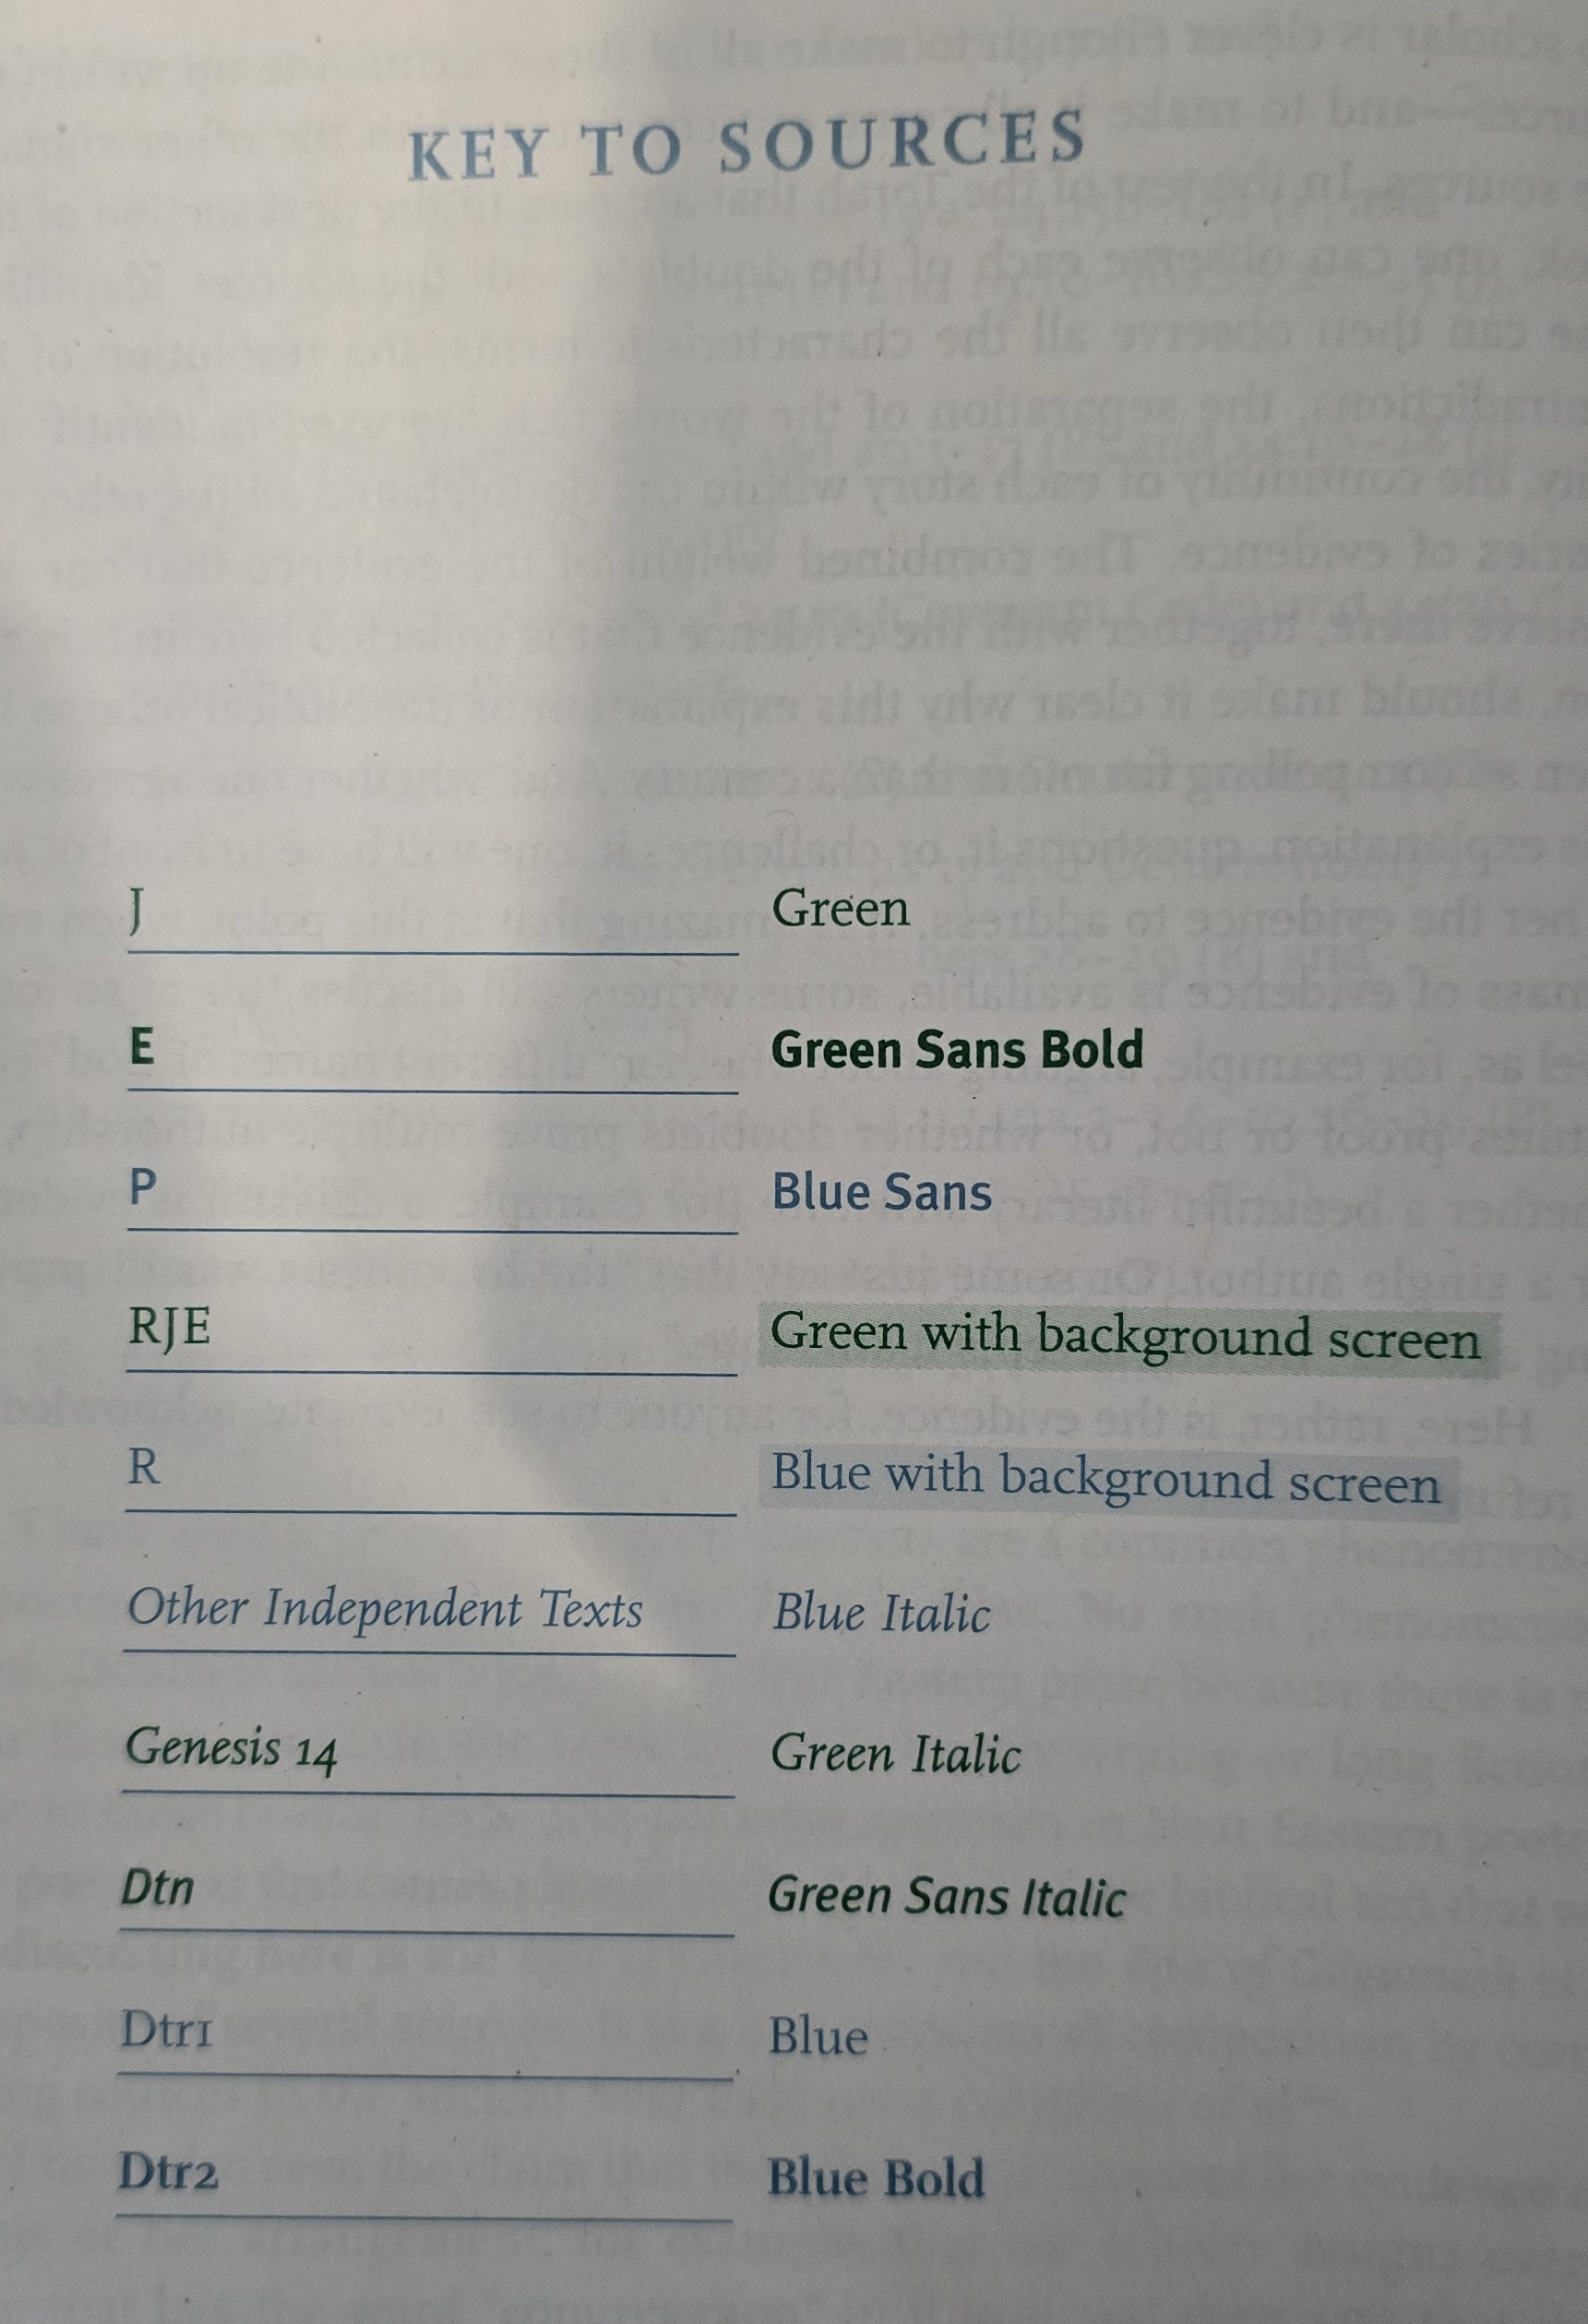 KEY TO SOURCES
J Green
E Green Sans Bold
P Blue Sans
RJE Green with background screen
R Blue with background screen
Other Independent Texts Blue Italic
Genesis 14 Green Italic
Dtn Green Sans Italic
Dtr1 Blue
Dtr2 Blue Bold